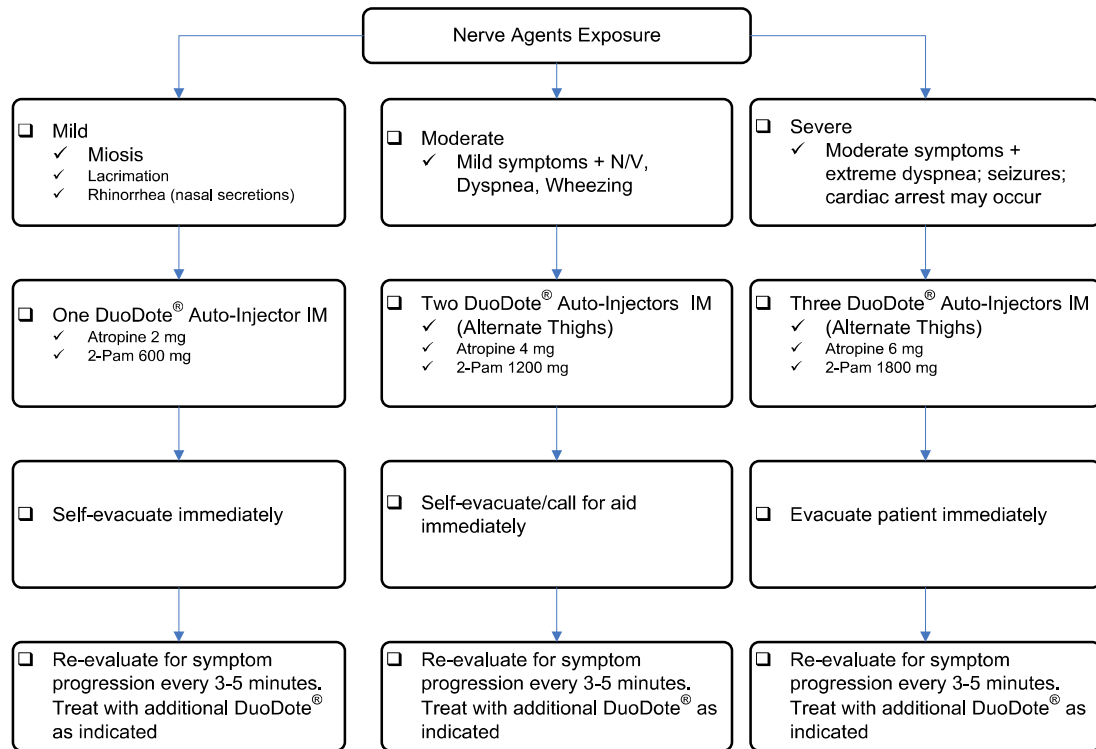 Nerve Agents Exposure
❑ Mild
✓ Miosis
✓ Lacrimation
✓ Rhinorrhea (nasal secretions)
❑ Moderate
✓ Mild symptoms + N/V,
Dyspnea, Wheezing
❑ Severe
✓ Moderate symptoms +
extreme dyspnea; seizures;
cardiac arrest may occur
❑ One DuoDote® Auto-Injector IM
✓ Atropine 2 mg
✓ 2-Pam 600 mg
❑ Two DuoDote® Auto-Injectors IM
✓ (Alternate Thighs)
✓ Atropine 4 mg
✓ 2-Pam 1200 mg
❑ Three DuoDote® Auto-Injectors IM
✓ (Alternate Thighs)
✓ Atropine 6 mg
✓ 2-Pam 1800 mg
❑ Self-evacuate immediately
❑ Self-evacuate/call for aid
immediately
❑ Evacuate patient immediately
❑ Re-evaluate for symptom
progression every 3-5 minutes.
Treat with additional DuoDote®
as indicated
❑ Re-evaluate for symptom
progression every 3-5 minutes.
Treat with additional DuoDote® as
indicated
❑ Re-evaluate for symptom
progression every 3-5 minutes.
Treat with additional DuoDote® as
indicated